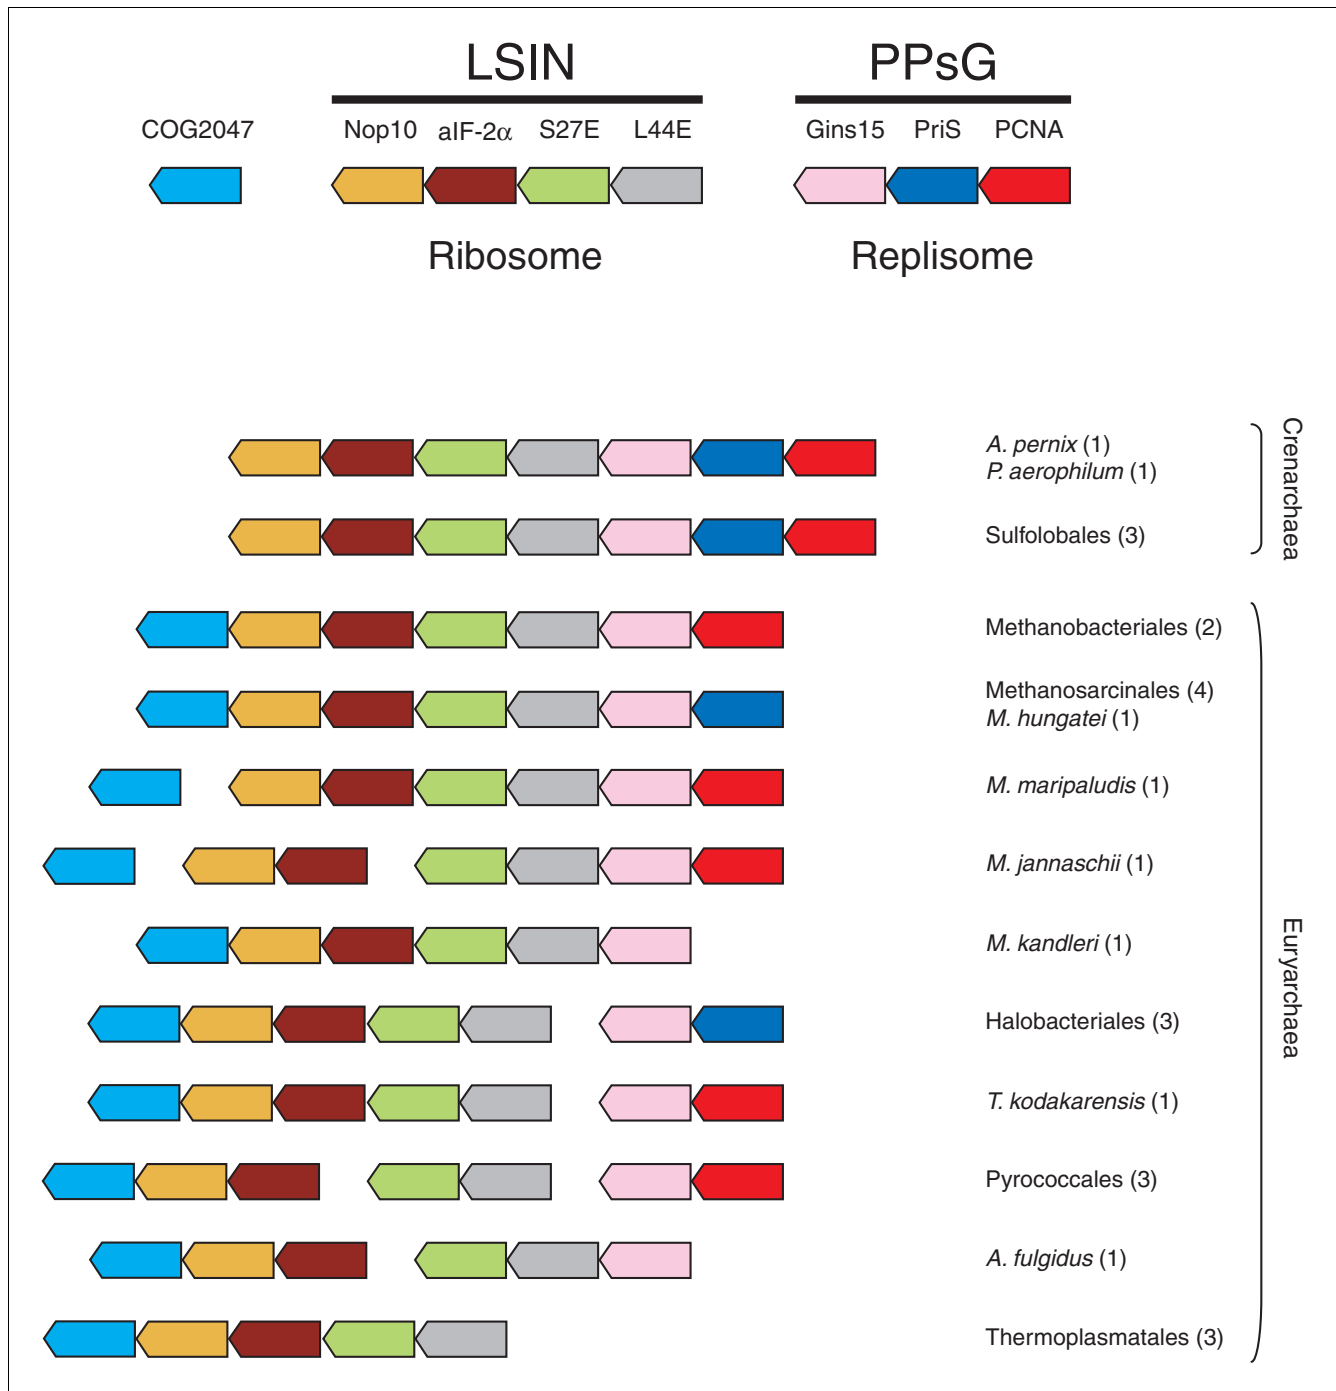 LSIN PPsG
COG2047 Nop10 aIF-2α S27E L44E Gins15 PriS PCNA
Ribosome Replisome
A. pernix (1)
P. aerophilum (1)
Sulfolobales (3)
Crenarchaea
Methanobacteriales (2)
Methanosarcinales (4)
M. hungatei (1)
M. maripaludis (1)
M. jannaschii (1)
M. kandleri (1)
Halobacteriales (3)
T. kodakarensis (1)
Pyrococcales (3)
A. fulgidus (1)
Thermoplasmatales (3)
Euryarchaea